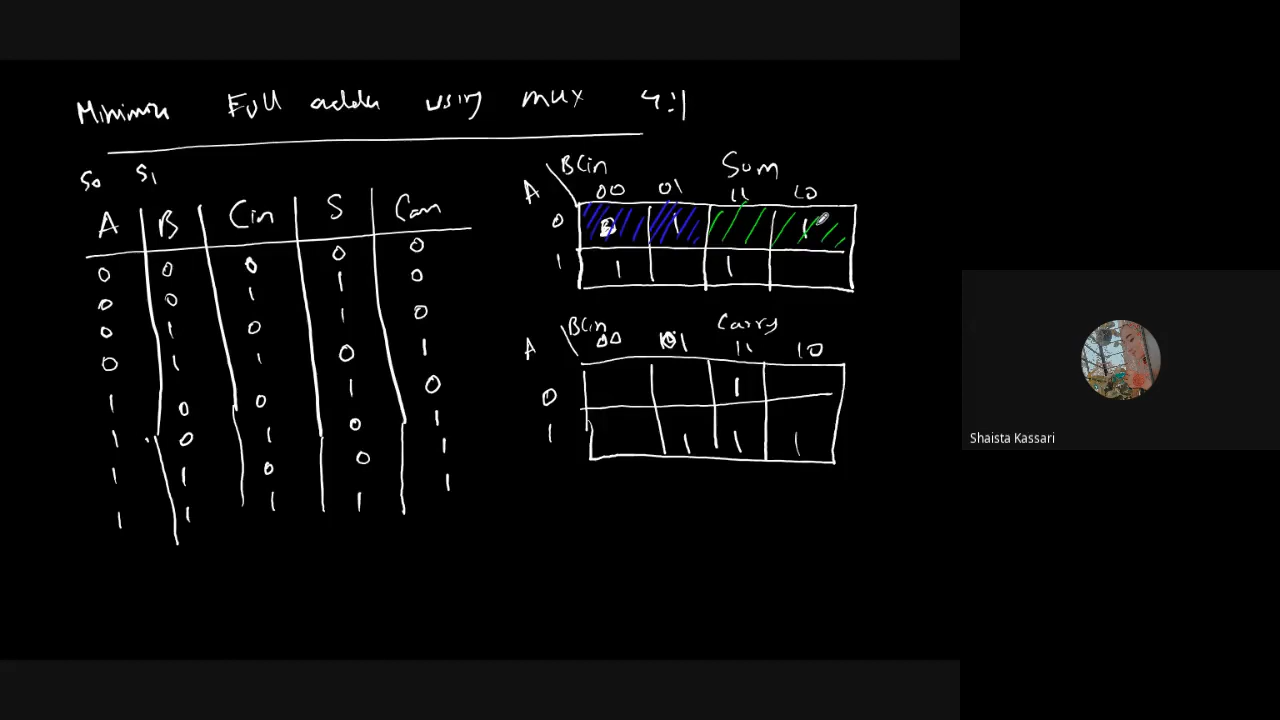 Minimize Full adder using mux 4:1
S0 S1
A B Cin S Carry
0 0 0 0 0
0 0 1 1 0
0 1 0 1 0
0 1 1 0 1
1 0 0 1 0
1 0 1 0 1
1 1 0 0 1
1 1 1 1 1
BCin Sum
A 00 01 11 10
0 1 1
1 1 1
BCin Carry
A 00 01 11 10
0 1
1 1 1 1
Shaista Kassari